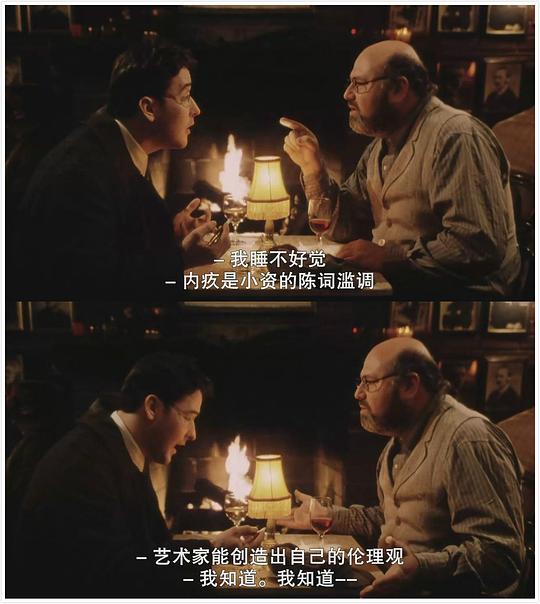 – 我睡不好觉
– 内疚是小资的陈词滥调
– 艺术家能创造出自己的伦理观
– 我知道。我知道--